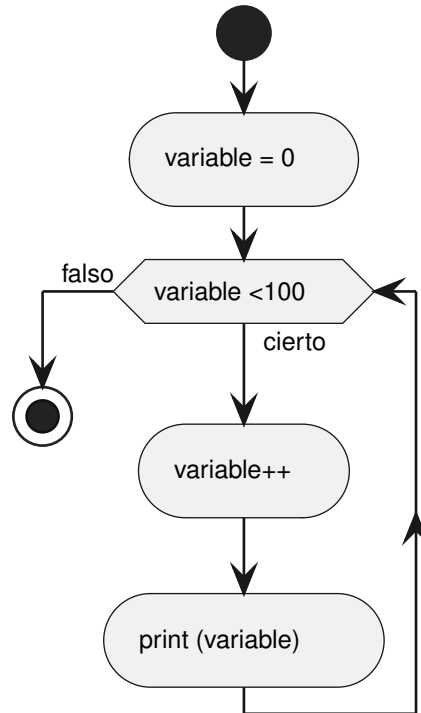 variable = 0
falso
variable <100
cierto
variable++
print (variable)